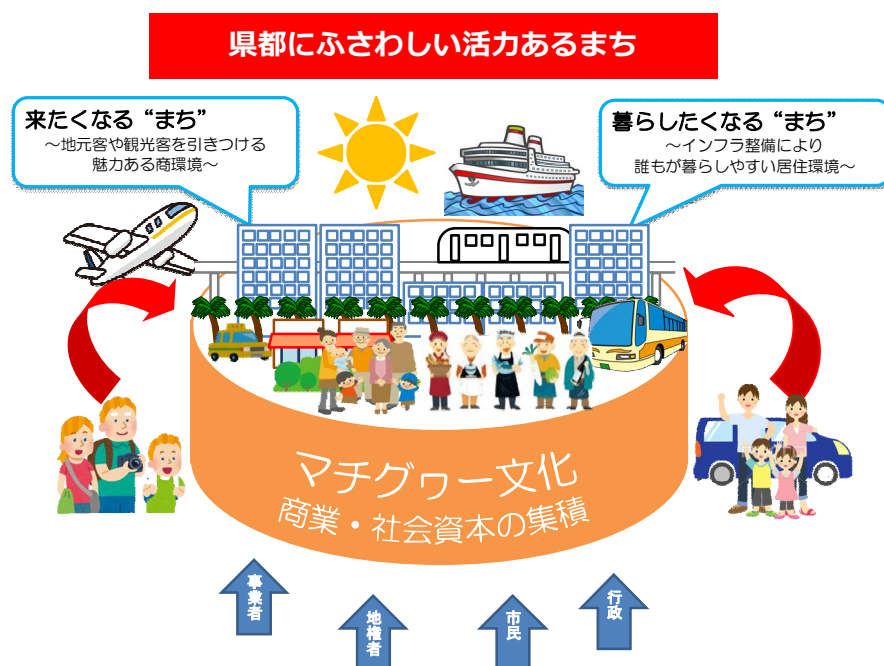 県都にふさわしい活力あるまち
来たくなる“まち”
～地元客や観光客を引きつける
魅力ある商環境～
暮らしたくなる“まち”
～インフラ整備により
誰もが暮らしやすい居住環境～
マチグヮー文化
商業・社会資本の集積
事業者
地権者
市民
行政